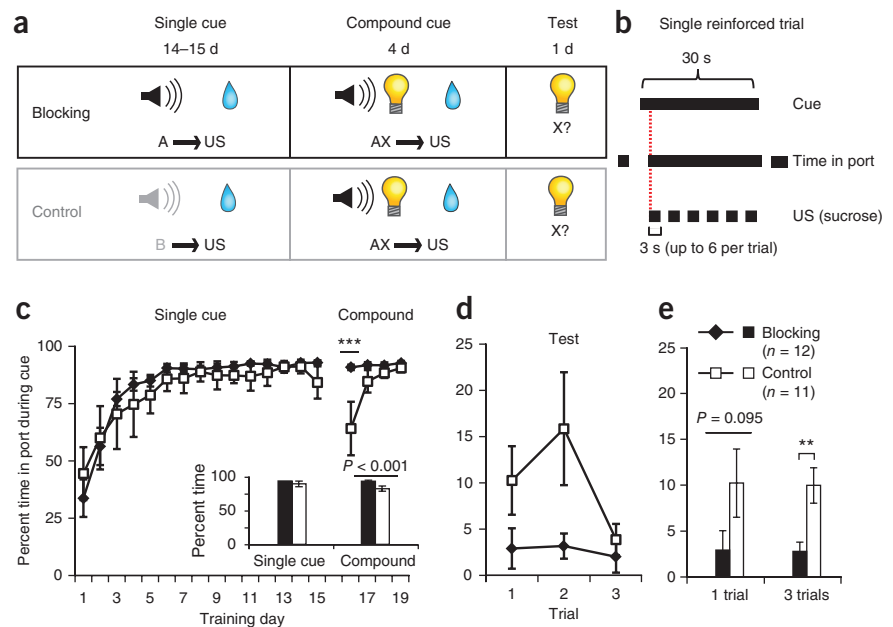 a
Single cue
14–15 d
Compound cue
4 d
Test
1 d
Blocking
A US
AX US
X?
Control
B US
AX US
X?
b
Single reinforced trial
30 s
Cue
Time in port
US (sucrose)
3 s (up to 6 per trial)
c
Single cue
Compound
Percent time in port during cue
100
75
50
25
0
***
Percent time
100
75
50
25
0
P < 0.001
Single cue
Compound
1 3 5 7 9 11 13 15 17 19
Training day
d
Test
25
20
15
10
5
0
1 2 3
Trial
e
25
20
15
10
5
0
Blocking
(n = 12)
Control
(n = 11)
P = 0.095
**
1 trial
3 trials